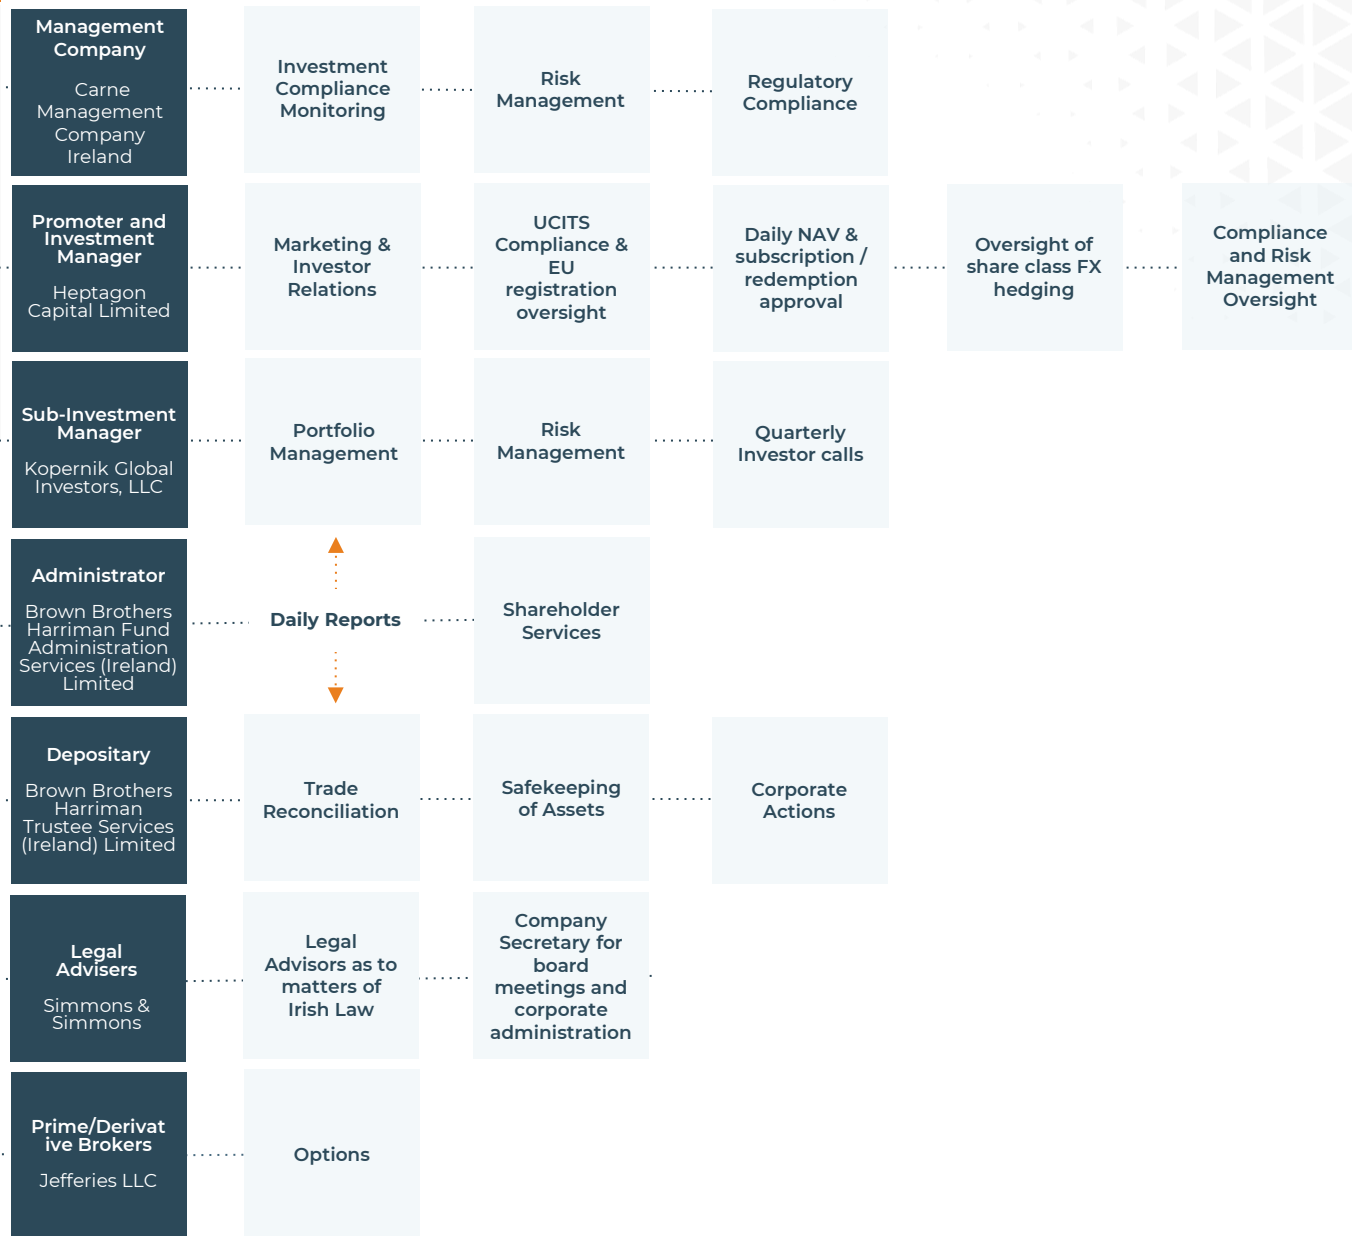 Management
Company
Carne
Management
Company
Ireland
Investment
Compliance
Monitoring
Risk
Management
Regulatory
Compliance
Promoter and
Investment
Manager
Heptagon
Capital Limited
Marketing &
Investor
Relations
UCITS
Compliance &
EU
registration
oversight
Daily NAV &
subscription /
redemption
approval
Oversight of
share class FX
hedging
Compliance
and Risk
Management
Oversight
Sub-Investment
Manager
Kopernik Global
Investors, LLC
Portfolio
Management
Risk
Management
Quarterly
Investor calls
Administrator
Brown Brothers
Harriman Fund
Administration
Services (Ireland)
Limited
Daily Reports
Shareholder
Services
Depositary
Brown Brothers
Harriman
Trustee Services
(Ireland) Limited
Trade
Reconciliation
Safekeeping
of Assets
Corporate
Actions
Legal
Advisers
Simmons &
Simmons
Legal
Advisors as to
matters of
Irish Law
Company
Secretary for
board
meetings and
corporate
administration
Prime/Derivat
ive Brokers
Jefferies LLC
Options